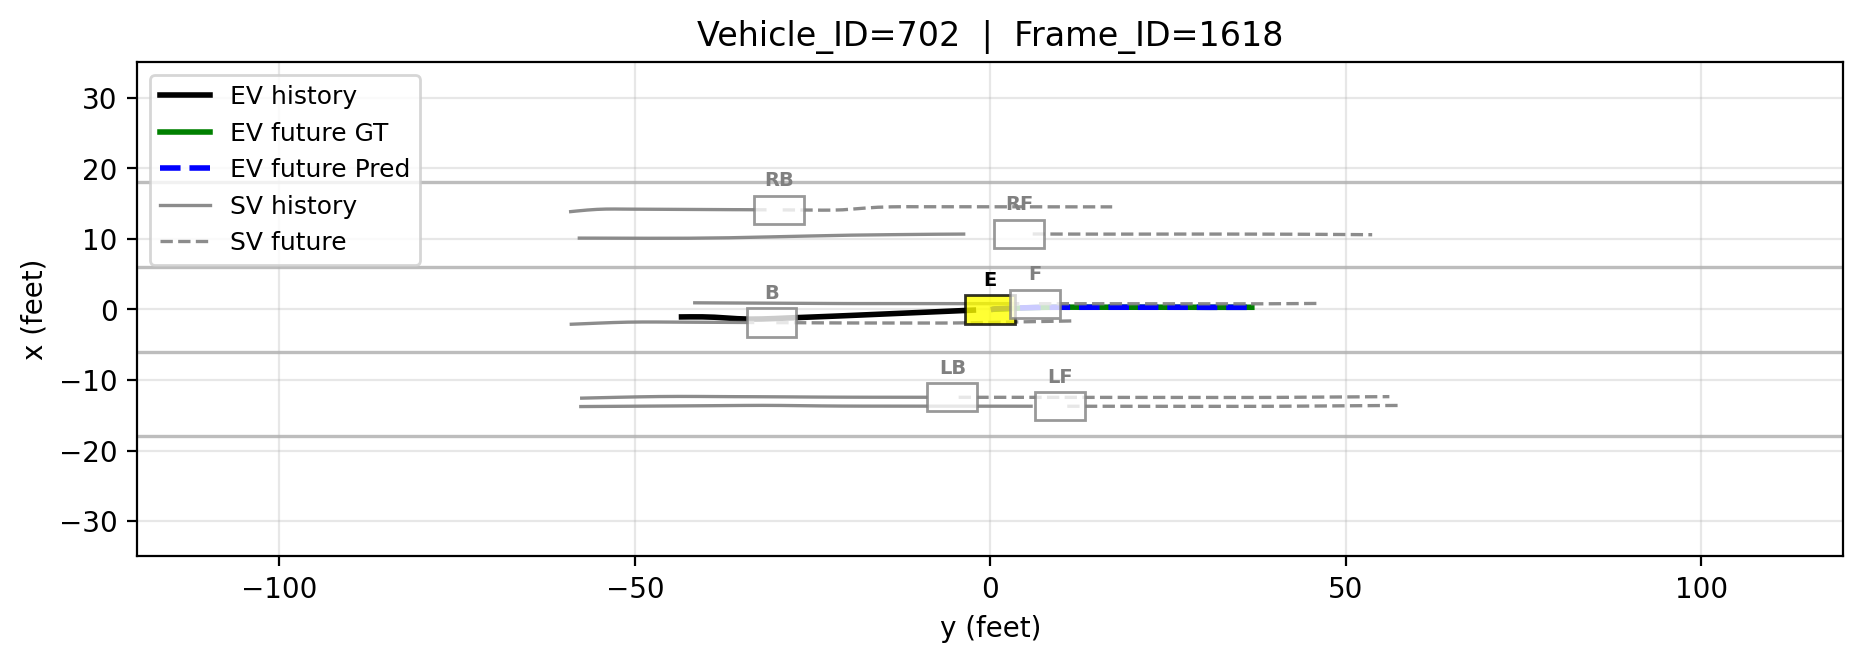 Vehicle_ID=702 | Frame_ID=1618
EV history
EV future GT
EV future Pred
SV history
SV future
RB
RF
E
F
B
LB
LF
30
20
10
0
−10
−20
−30
x (feet)
−100
−50
0
50
100
y (feet)